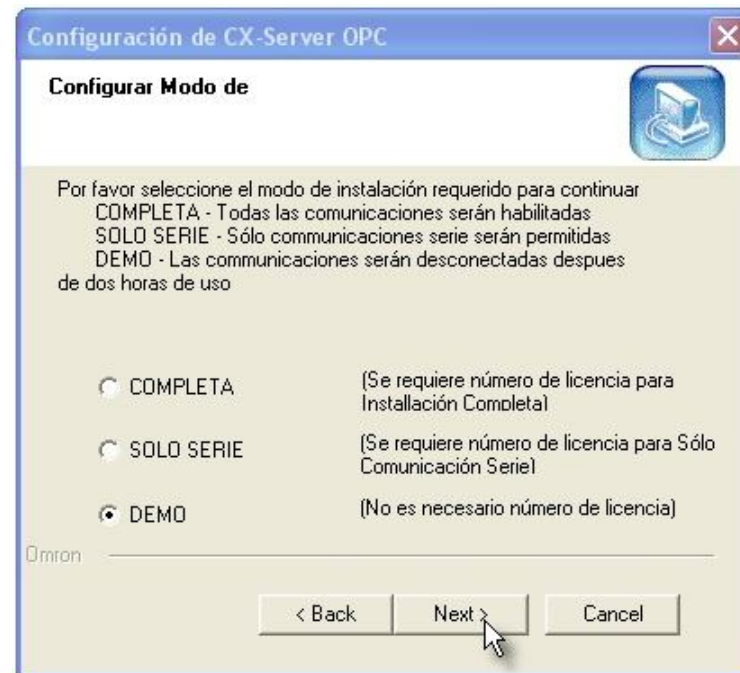 Configuración de CX-Server OPC
Configurar Modo de
Por favor seleccione el modo de instalación requerido para continuar
COMPLETA - Todas las comunicaciones serán habilitadas
SOLO SERIE - Sólo communicaciones serie serán permitidas
DEMO - Las communicaciones serán desconectadas despues
de dos horas de uso
COMPLETA
(Se requiere número de licencia para
Installación Completa)
SOLO SERIE
(Se requiere número de licencia para Sólo
Comunicación Serie)
DEMO
(No es necesario número de licencia)
Omron
< Back
Next >
Cancel